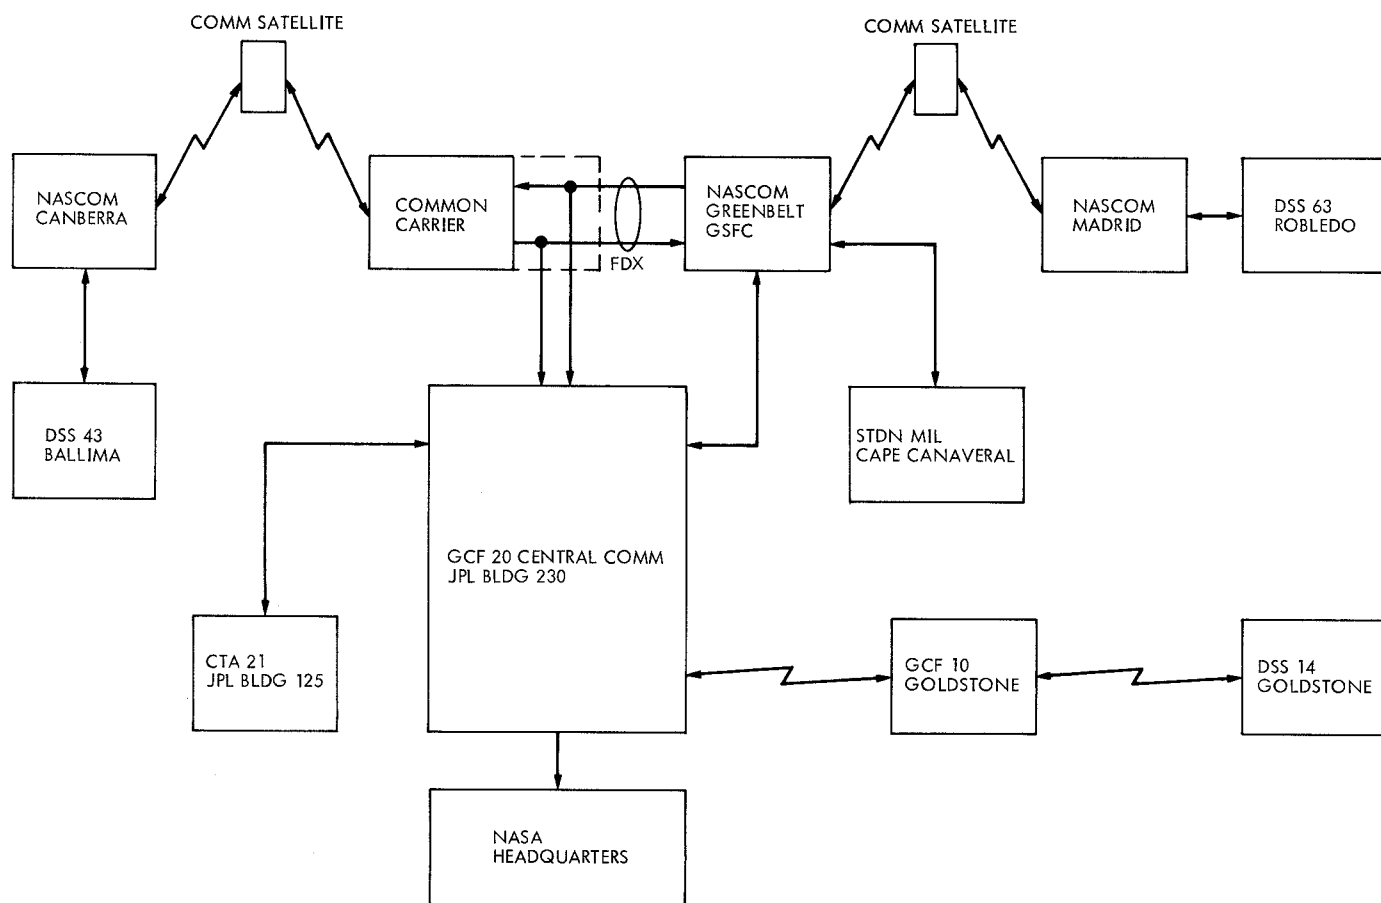 COMM SATELLITE
COMM SATELLITE
NASCOM
CANBERRA
COMMON
CARRIER
FDX
NASCOM
GREENBELT
GSFC
NASCOM
MADRID
DSS 63
ROBLEDO
DSS 43
BALLIMA
STDN MIL
CAPE CANAVERAL
GCF 20 CENTRAL COMM
JPL BLDG 230
CTA 21
JPL BLDG 125
GCF 10
GOLDSTONE
DSS 14
GOLDSTONE
NASA
HEADQUARTERS